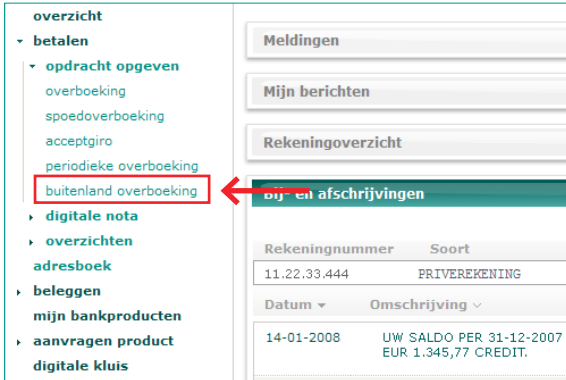 overzicht
betalen
opdracht opgeven
overboeking
spoedoverboeking
acceptgiro
periodieke overboeking
buitenland overboeking
digitale nota
overzichten
adresboek
beleggen
mijn bankproducten
aanvragen product
digitale kluis
Meldingen
Mijn berichten
Rekeningoverzicht
Bij- en afschrijvingen
Rekeningnummer Soort
11.22.33.444 PRIVEREKENING
Datum Omschrijving
14-01-2008 UW SALDO PER 31-12-2007
EUR 1.345,77 CREDIT.